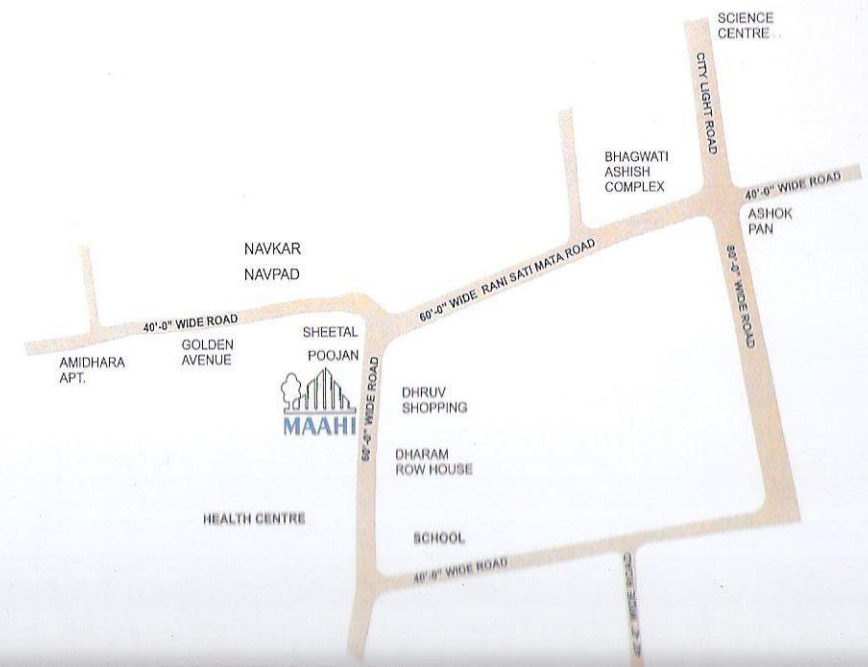 SCIENCE
CENTRE
CITY LIGHT ROAD
BHAGWATI
ASHISH
COMPLEX
40'-0" WIDE ROAD
ASHOK
PAN
NAVKAR
NAVPAD
60'-0" WIDE RANI SATI MATA ROAD
80'-0" WIDE ROAD
40'-0" WIDE ROAD
SHEETAL
GOLDEN
AVENUE
POOJAN
AMIDHARA
APT.
MAAHI
60'-0" WIDE ROAD
DHRUV
SHOPPING
DHARAM
ROW HOUSE
HEALTH CENTRE
SCHOOL
40'-0" WIDE ROAD
WIDE ROAD